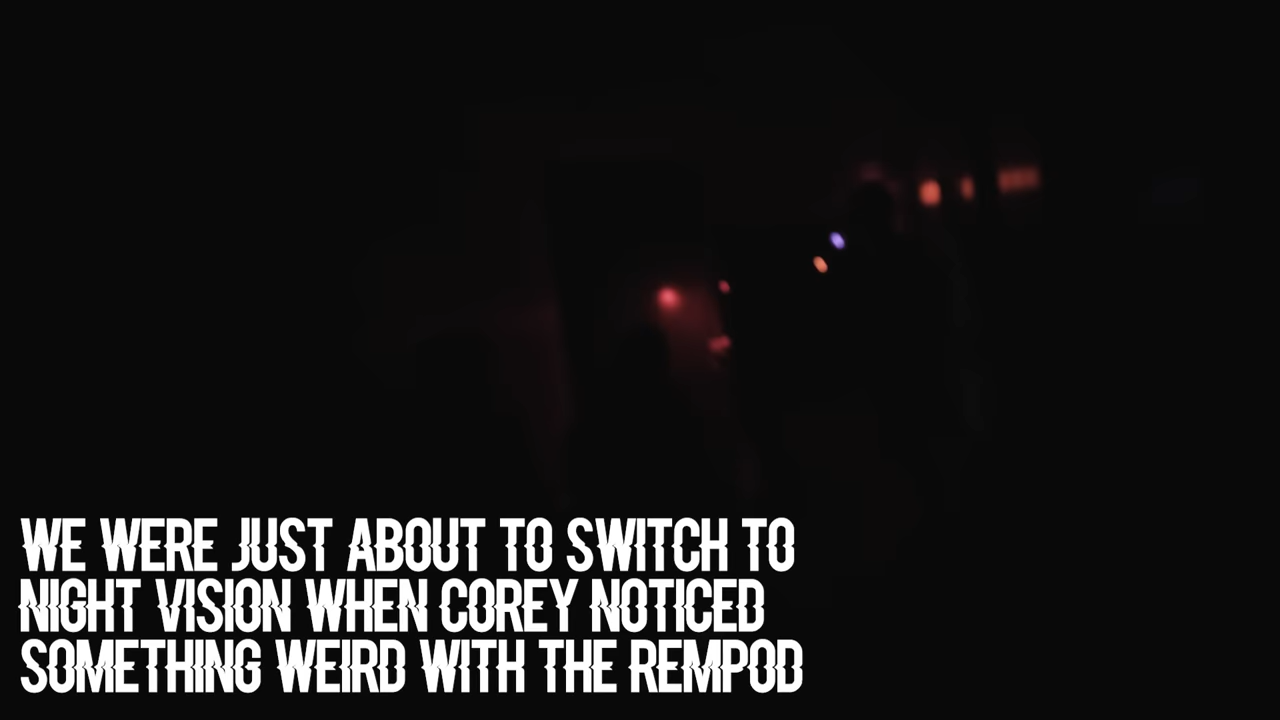 WE WERE JUST ABOUT TO SWITCH TO
NIGHT VISION WHEN COREY NOTICED
SOMETHING WEIRD WITH THE REMPOD